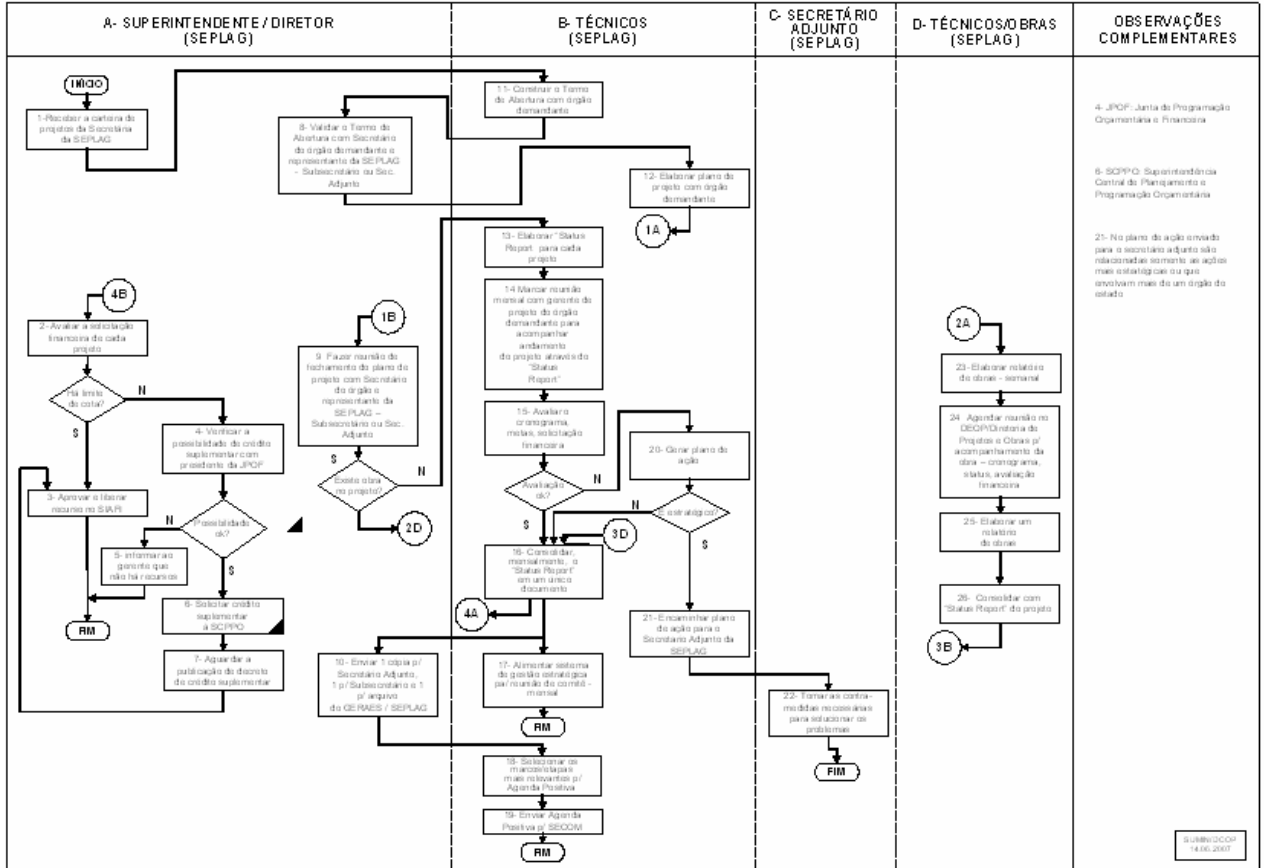 A- SUPERINTENDENTE / DIRETOR
(SEPLAG)
B- TÉCNICOS
(SEPLAG)
C- SECRETÁRIO
ADJUNTO
(SEPLAG)
D- TÉCNICOS/OBRAS
(SEPLAG)
OBSERVAÇÕES
COMPLEMENTARES
INÍCIO
1-Receber a carteira de
projetos da Secretária
da SEPLAG
8- Validar o Termo de
Abertura com Secretário
do órgão demandante e
representante da SEPLAG
- Subsecretário ou Sec.
Adjunto
11- Construir o Termo
de Abertura com órgão
demandante
12- Elaborar plano de
projeto com órgão
demandante
1A
13- Elaborar "Status
Report para cada
projeto
14 Marcar reunião
mensal com gerente de
projeto do órgão
demandante para
acompanhar
andamento
do projeto através do
"Status
Report"
15- Avaliar o
cronograma,
metas, solicitação
financeira
Avaliação
ok?
N
S
20- Gerar plano de
ação
É estratégico?
N
S
3D
16- Consolidar,
mensalmente, o
"Status Report"
em um único
documento
4A
21- Encaminhar plano
de ação para o
Secretario Adjunto da
SEPLAG
17- Alimentar sistema
de gestão estratégica
pa/ reunião de comitê -
mensal
FIM
18- Selecionar os
marcos/etapas
mais relevantes p/
Agenda Positiva
19- Enviar Agenda
Positiva p/ SECOM
FIM
4B
2- Avaliar a solicitação
financeira de cada
projeto
Há limite
de cota?
N
S
3- Aprovar e liberar
recurso no SIAFI
4- Verificar a
possibilidade de crédito
suplementar com
presidente da JPOF
Possiblidade
ok?
N
S
5- informar ao
gerente que
não há recursos
FIM
6- Solicitar crédito
suplementar
à SCPPO
7- Aguardar a
publicação de decreto
de crédito suplementar
1B
9 Fazer reunião de
fechamento do plano de
projeto com Secretário
do órgão e
representante da
SEPLAG –
Subsecretário ou Sec.
Adjunto
S
Existe obra
no projeto?
N
2D
10- Enviar 1 cópia p/
Secretário Adjunto,
1 p/ Subsecretário e 1
p/ arquivo
do GERAES / SEPLAG
22- Tomar as contra-
medidas necessárias
para solucionar os
problemas
FIM
2A
23- Elaborar relatório
de obras - semanal
24 Agendar reunião no
DEOP/Diretoria de
Projetos e Obras p/
acompanhamento da
obra – cronograma,
status, avaliação
financeira
25- Elaborar um
relatório
de obras
26- Consolidar com
"Status Report" do projeto
3B
4- JPOF: Junta de Programação
Orçamentária e Financeira
6- SCPPO: Superintendência
Central de Planejamento e
Programação Orçamentária
21- No plano de ação enviado
para o secretário adjunto são
relacionadas somente as ações
mais estratégicas ou que
envolvam mais de um órgão do
estado
14.06.2007